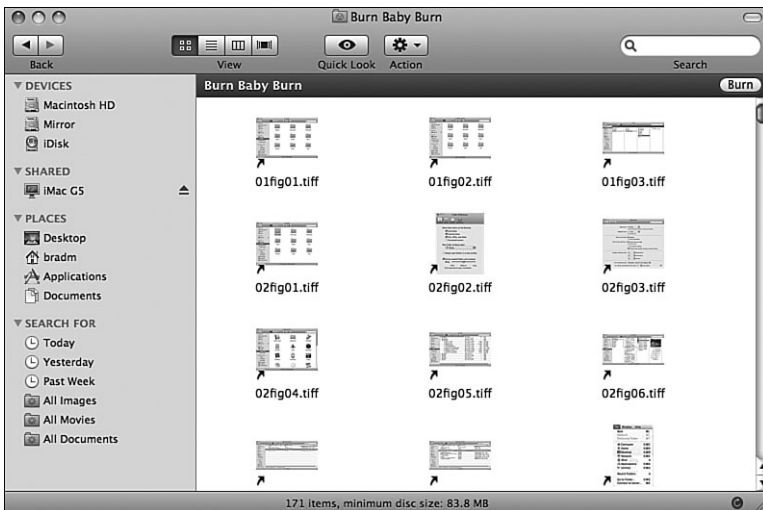 Burn Baby Burn
Back
View
Quick Look
Action
Search
DEVICES
Macintosh HD
Mirror
iDisk
SHARED
iMac G5
PLACES
Desktop
bradm
Applications
Documents
SEARCH FOR
Today
Yesterday
Past Week
All Images
All Movies
All Documents
Burn Baby Burn
Burn
01fig01.tiff
01fig02.tiff
01fig03.tiff
02fig01.tiff
02fig02.tiff
02fig03.tiff
02fig04.tiff
02fig05.tiff
02fig06.tiff
171 items, minimum disc size: 83.8 MB